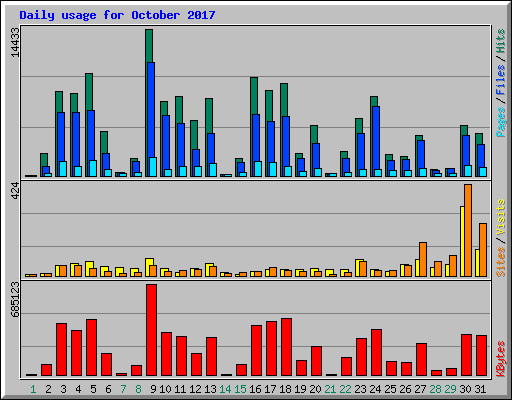 Daily usage for October 2017
14433
Pages / Files / Hits
424
Sites / Visits
685123
KBytes
1 2 3 4 5 6 7 8 9 10 11 12 13 14 15 16 17 18 19 20 21 22 23 24 25 26 27 28 29 30 31